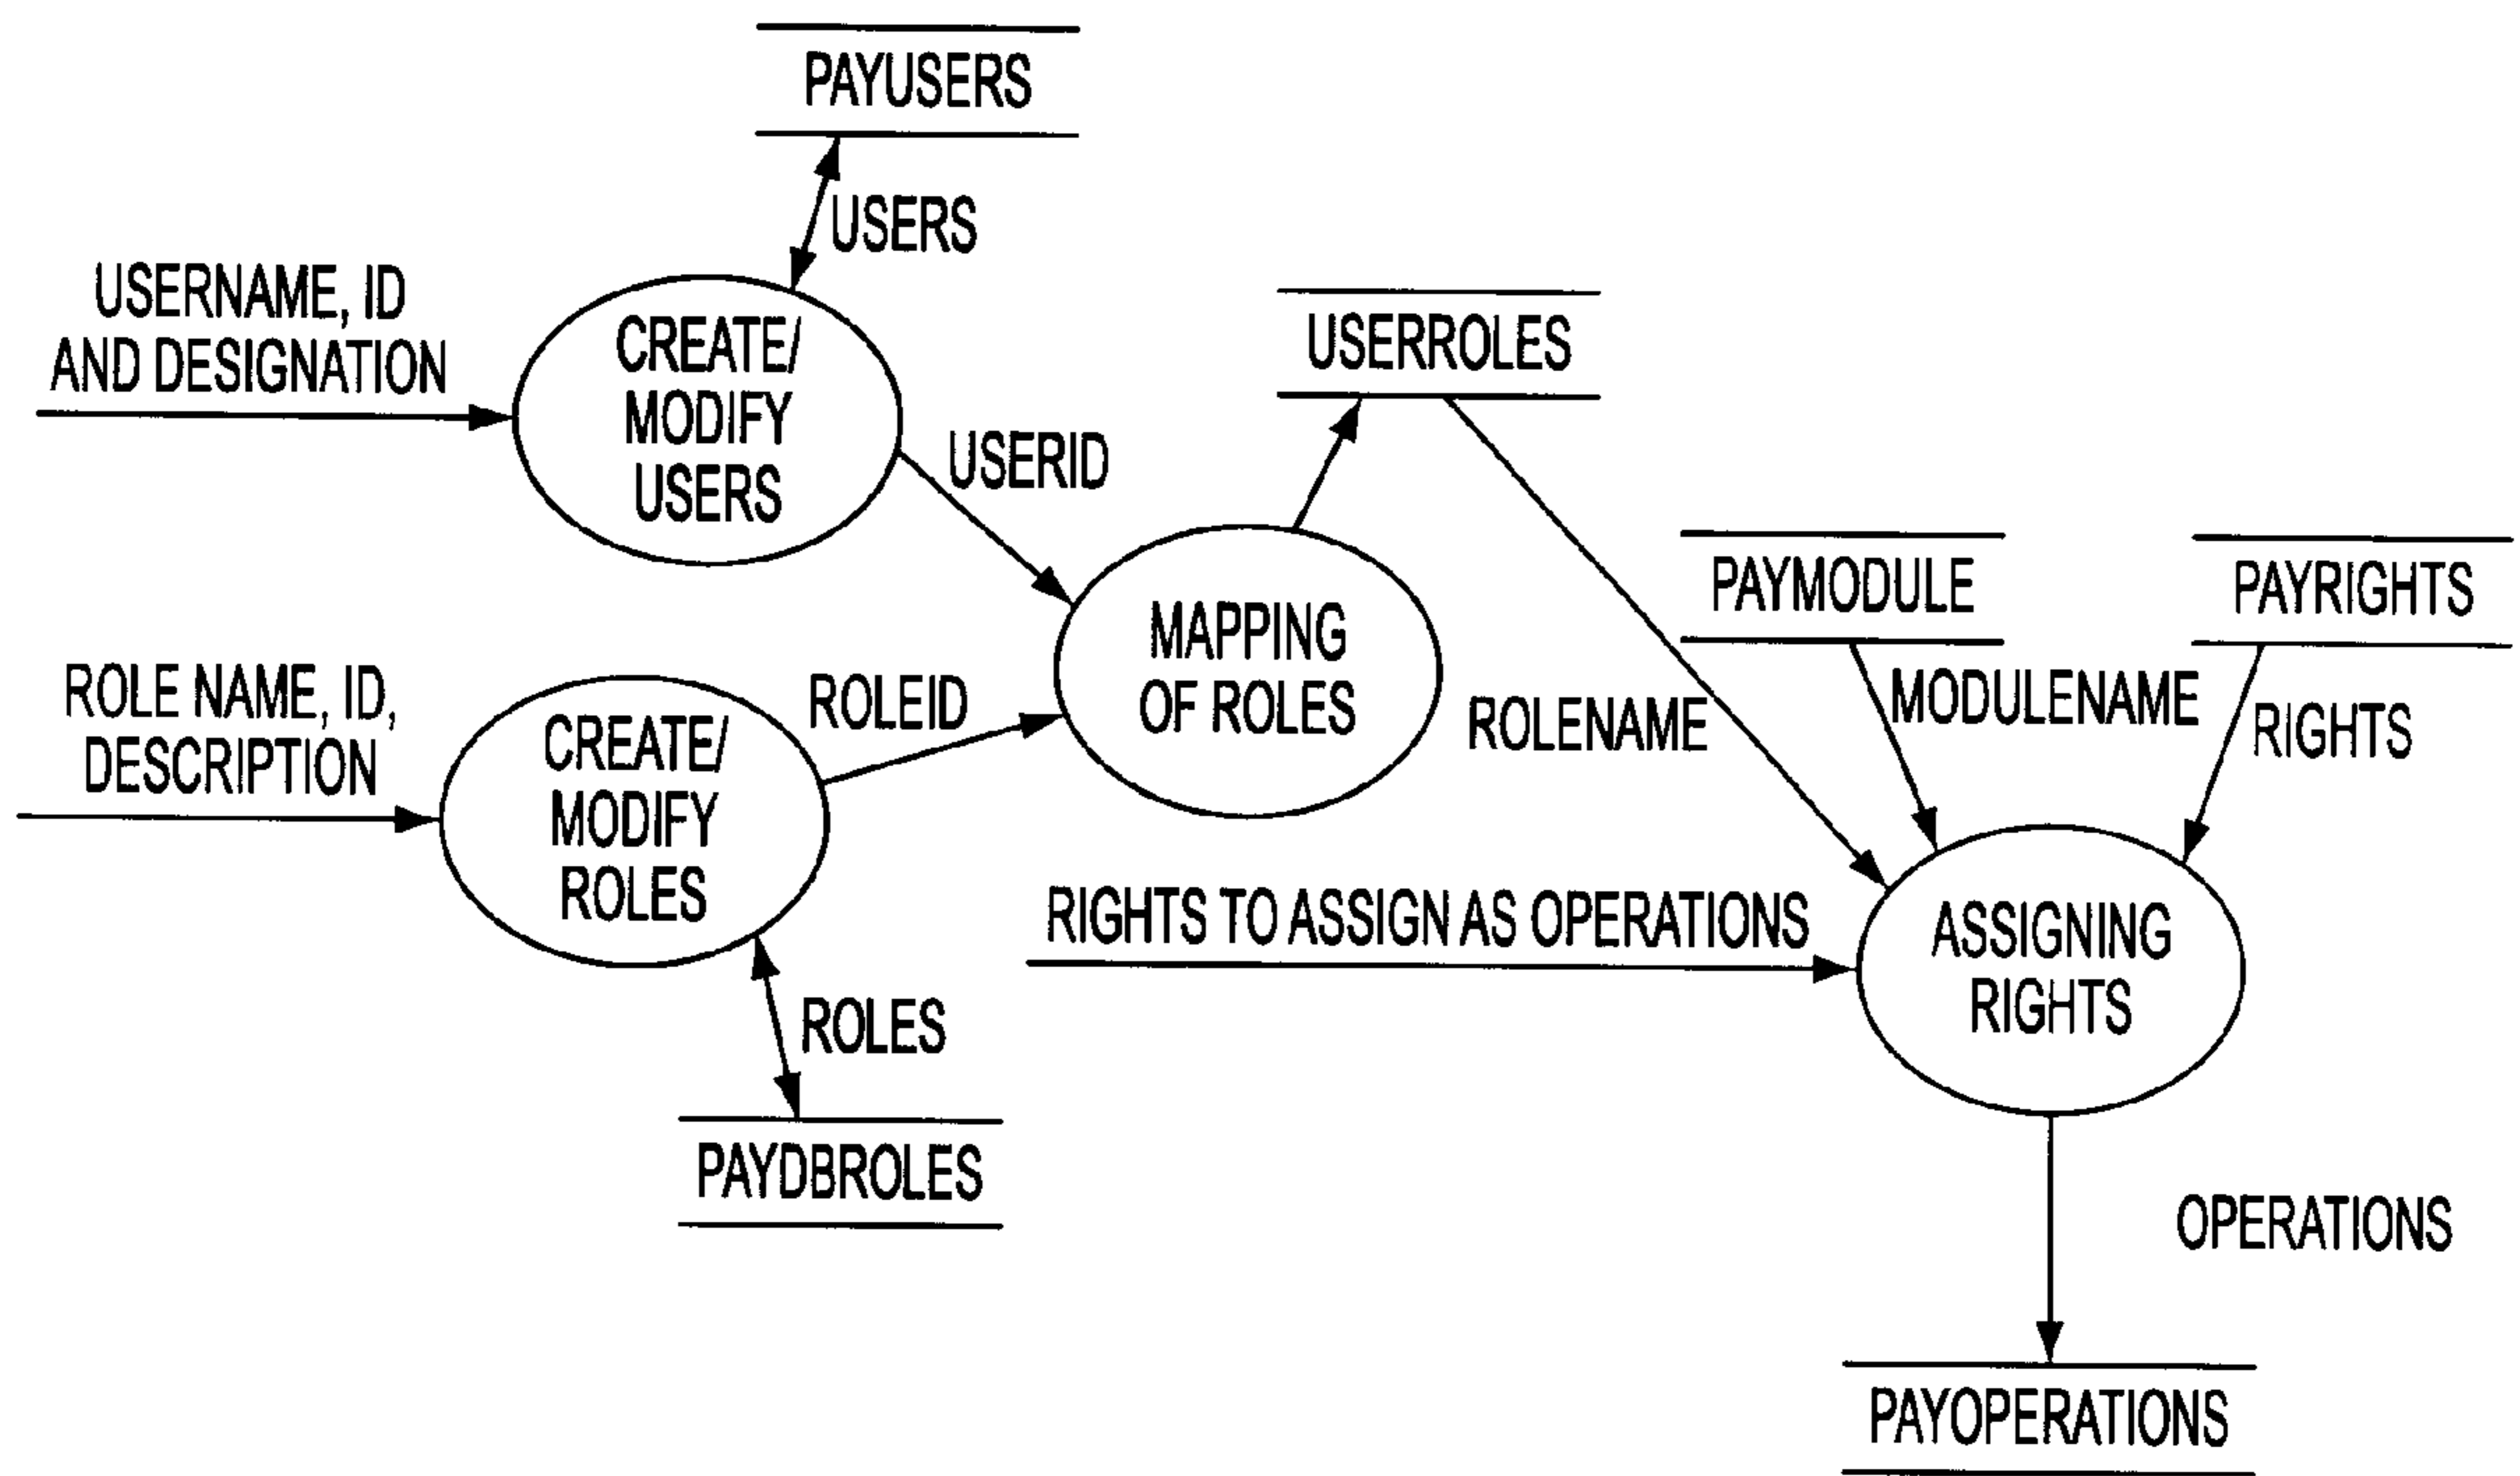 PAYUSERS
USERS
USERNAME, ID
AND DESIGNATION
CREATE/
MODIFY
USERS
USERID
USERROLES
ROLE NAME, ID,
DESCRIPTION
CREATE/
MODIFY
ROLES
ROLEID
MAPPING
OF ROLES
ROLENAME
PAYMODULE
MODULENAME
PAYRIGHTS
RIGHTS
RIGHTS TO ASSIGN AS OPERATIONS
ASSIGNING
RIGHTS
ROLES
PAYDBROLES
OPERATIONS
PAYOPERATIONS